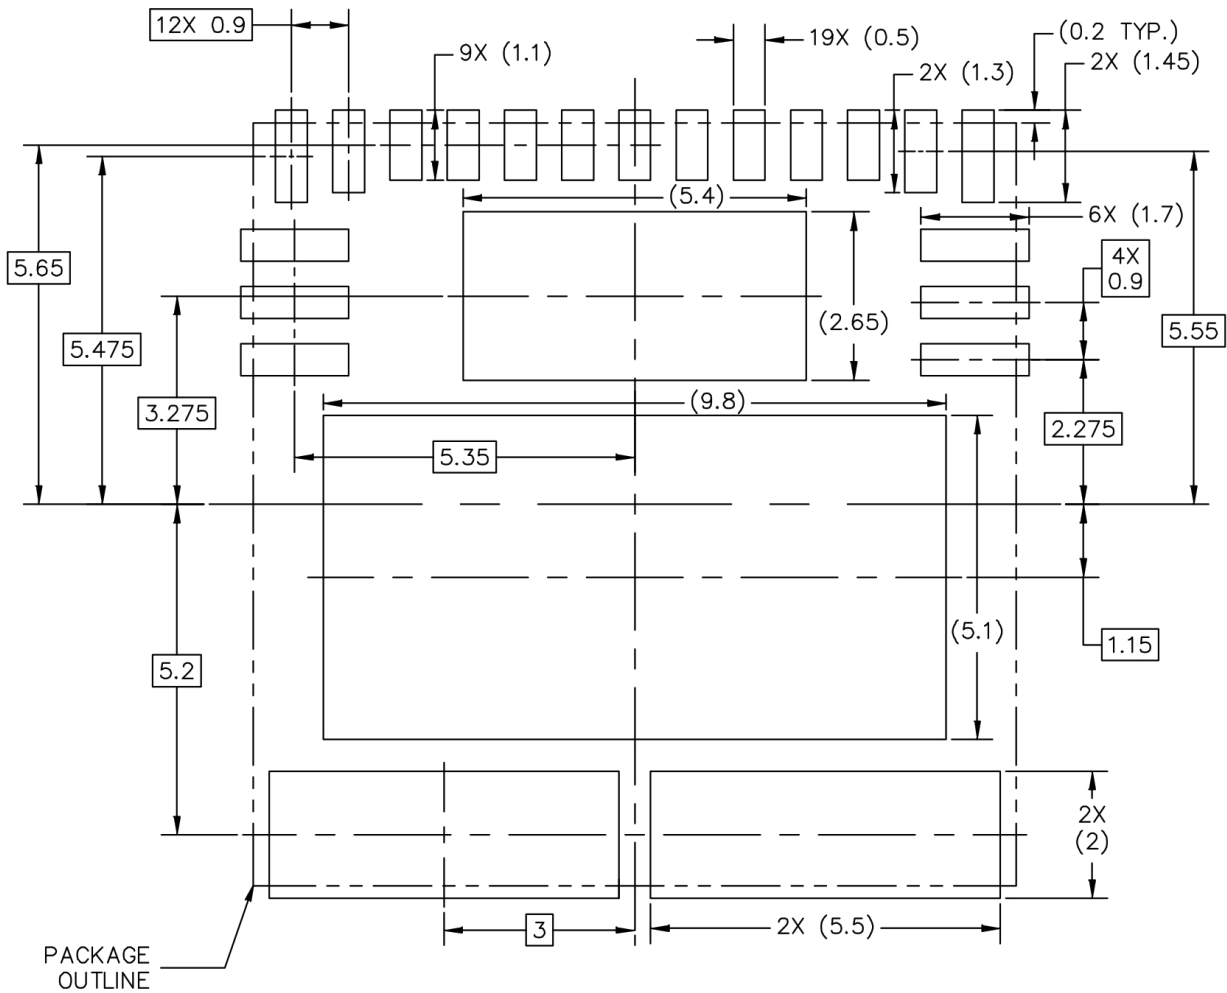 12X 0.9
9X (1.1)
19X (0.5)
(0.2 TYP.)
2X (1.45)
2X (1.3)
(5.4)
6X (1.7)
5.65
4X
0.9
(2.65)
5.55
5.475
(9.8)
3.275
2.275
5.35
(5.1)
1.15
5.2
2X
(2)
3
2X (5.5)
PACKAGE
OUTLINE